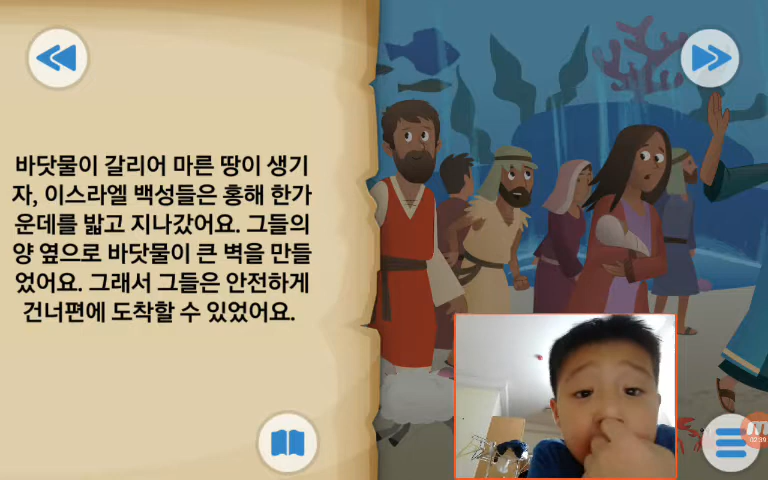 바닷물이 갈리어 마른 땅이 생기
자, 이스라엘 백성들은 홍해 한가
운데를 밟고 지나갔어요. 그들의
양 옆으로 바닷물이 큰 벽을 만들
었어요. 그래서 그들은 안전하게
건너편에 도착할 수 있었어요.
M
02:39